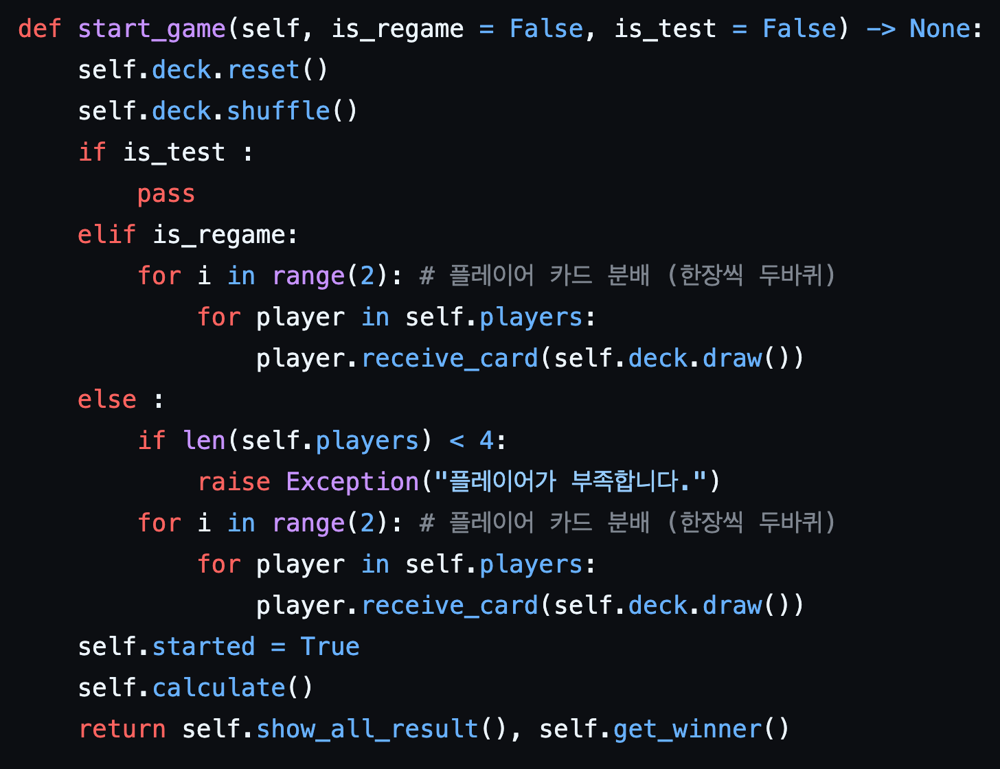 def start_game(self, is_regame = False, is_test = False) -> None:
    self.deck.reset()
    self.deck.shuffle()
    if is_test :
        pass
    elif is_regame:
        for i in range(2): # 플레이어 카드 분배 (한장씩 두바퀴)
            for player in self.players:
                player.receive_card(self.deck.draw())
    else :
        if len(self.players) < 4:
            raise Exception("플레이어가 부족합니다.")
        for i in range(2): # 플레이어 카드 분배 (한장씩 두바퀴)
            for player in self.players:
                player.receive_card(self.deck.draw())
    self.started = True
    self.calculate()
    return self.show_all_result(), self.get_winner()